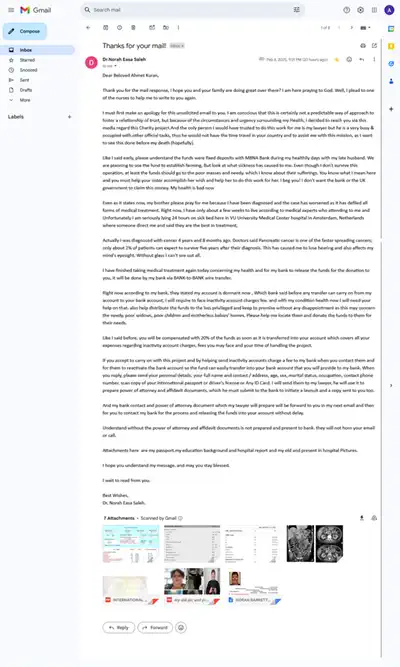 Gmail
Search mail
Compose
Inbox
Starred
Snoozed
Sent
Drafts
More
Labels
Thanks for your mail!
Inbox ×
Dr.Norah Easa Saleh
to me
Dear Beloved Ahmet Kuran,
Thank you for the mail response, I hope you and your family are doing great over there? I am here praying to God. Well, I plead to one
of the nurses to help me to write to you again.
I must first make an apology for this unsolicited email to you. I am conscious that this is certainly not a predictable way of approach to
foster a relationship of trust, but because of the circumstances and urgency surrounding my Health, I decided to reach you via this
media regard this Charity project And the only person I would have trusted to do this work for me is my lawyer but he is a very busy &
occupied with other official tasks, thus he would not have the time travel in your country and to assist me with this mission, as I want
to see this done before my death (hopefully).
Like I said early, please understand the funds were fixed deposits with MBNA Bank during my healthily days with my late husband. We
are planning to use the fund to establish farming, But look at what sickness has caused to me. Even though I don't survive this
operation, at least the funds should go to the poor masses and needy, which I know about their sufferings. You know what I mean here
and you must help your sister accomplish her wish and help her to do this work for her. I beg you! I don't want the bank or the UK
government to claim this money. My health is bad now
Even as it states now, my brother please pray for me because I have been diagnosed and the case has worsened as it has defied all
forms of medical treatment. Right now, I have only about a few weeks to live according to medical experts who attending to me and
Unfortunately I am seriously lying 24 hours on sick bed here in VU University Medical Center hospital in Amsterdam, Netherlands
where someone direct me and said they are the best in treatment,
Actually I was diagnosed with cancer 4 years and 8 months ago. Doctors said Pancreatic cancer is one of the faster spreading cancers;
only about 2% of patients can expect to survive five years after their diagnosis. This has caused me to lose hearing and also affects my
mine's eyesight. Without glass I can't see out all.
I have finished taking medical treatment again today concerning my health and for my bank to release the funds for the donation to
you, it will be done by my bank via BANK-to-BANK wire transfer.
Right now according to my bank, they stated my account is dormant now , Which bank said before any transfer can carry on from my
account to your bank account; I will require to face inactivity account charges fee. and with my condition health now I will need your
help on that. also help distribute the funds to the less privileged and keep to promise without any disappointment as this may concern
the needy, poor widows, poor children and motherless babies' homes. Please help me locate them and donate the funds to them for
their needs.
Like I said before, you will be compensated with 20% of the funds as soon as it is transferred into your account which covers all your
expenses regarding inactivity account charges, fees you may face and your time of handling the project.
If you accept to carry on with this project and by helping send inactivity accounts charge a fee to my bank when you contact them and
for them to reactivate the bank account so the fund can easily transfer into your bank account that you will provide to my bank. When
you reply, please send your personal details. your full name and contact / address, age, sex, marital status, occupation, contact phone
number, scan copy of your international passport or driver's license or Any ID Card; I will send them to my lawyer, he will use it to
prepare power of attorney and affidavit documents, which he must submit to the bank to initiate a lawsuit and a copy sent to you too.
And my bank contact and power of attorney document which my lawyer will prepare will be forward to you in my next email and then
for you to contact my bank for the process and releasing the funds into your account without delay.
Understand without the power of attorney and affidavit documents is not prepared and present to bank. they will not honor your email
or call.
Attachments here are my passport,my education background and hospital report and my old and present in hospital Pictures.
I hope you understand my message, and may you stay blessed.
I wait to read from you.
Best Wishes,
Dr. Norah Easa Saleh.
7 Attachments • Scanned by Gmail
INTERNATIONAL
Reply
Forward